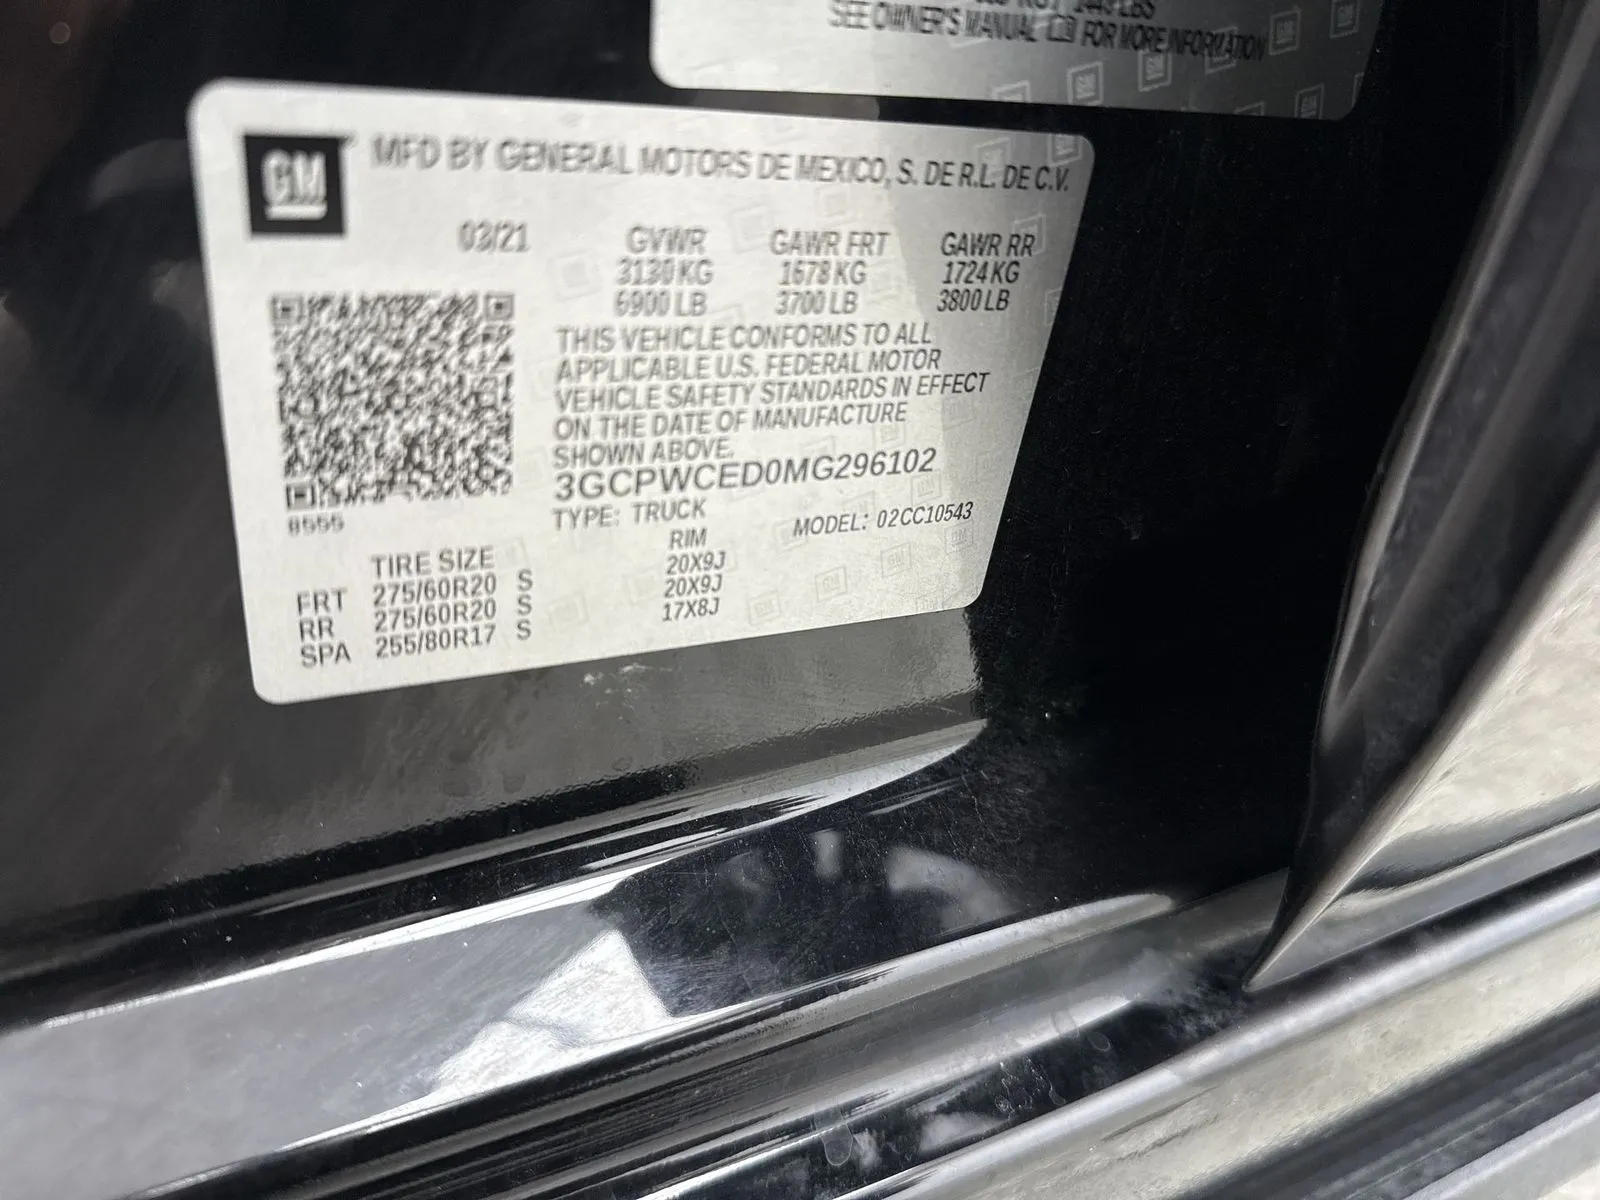 1449 LBS
SEE OWNER'S MANUAL FOR MORE INFORMATION
GM
MFD BY GENERAL MOTORS DE MEXICO, S. DE R.L. DE C.V.
03/21 GVWR GAWR FRT GAWR RR
3130 KG 1678 KG 1724 KG
6900 LB 3700 LB 3800 LB
THIS VEHICLE CONFORMS TO ALL
APPLICABLE U.S. FEDERAL MOTOR
VEHICLE SAFETY STANDARDS IN EFFECT
ON THE DATE OF MANUFACTURE
SHOWN ABOVE.
3GCPWCED0MG296102
8555
TYPE: TRUCK MODEL: 02CC10543
TIRE SIZE RIM
FRT 275/60R20 S 20X9J
RR 275/60R20 S 20X9J
SPA 255/80R17 S 17X8J